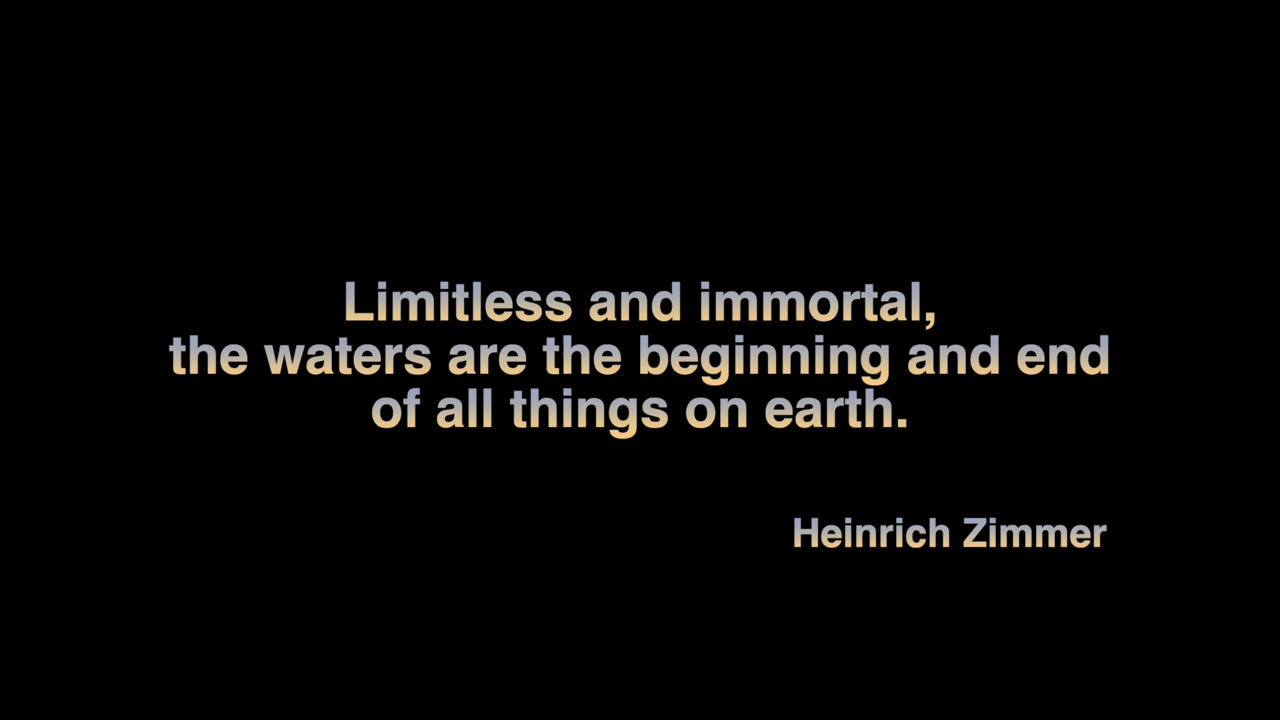 Limitless and immortal,
the waters are the beginning and end
of all things on earth.
Heinrich Zimmer